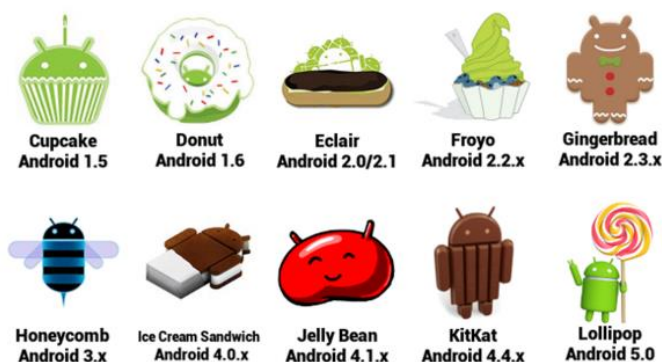 Cupcake
Android 1.5
Donut
Android 1.6
Eclair
Android 2.0/2.1
Froyo
Android 2.2.x
Gingerbread
Android 2.3.x
Honeycomb
Android 3.x
Ice Cream Sandwich
Android 4.0.x
Jelly Bean
Android 4.1.x
KitKat
Android 4.4.x
Lollipop
Android 5.0